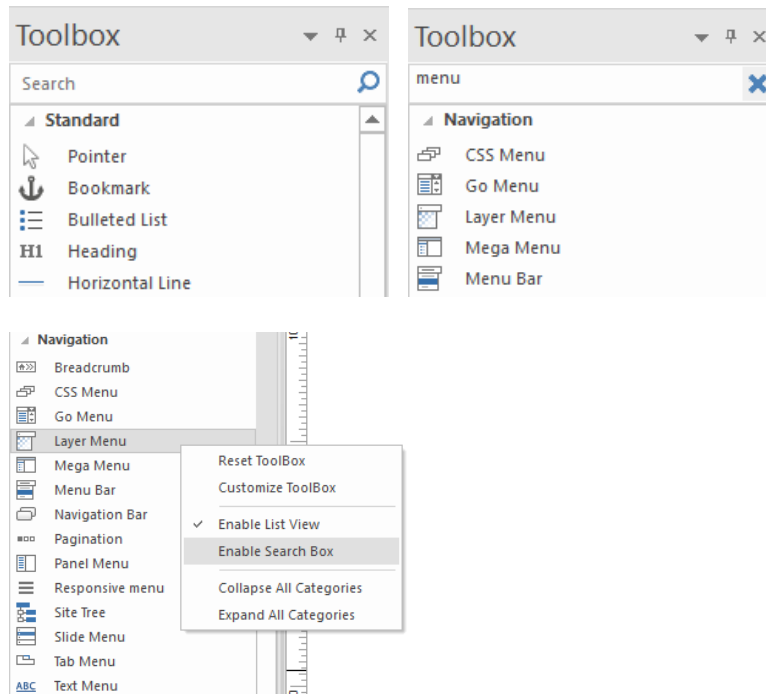 Toolbox
Search
Standard
Pointer
Bookmark
Bulleted List
H1 Heading
Horizontal Line
Toolbox
menu
Navigation
CSS Menu
Go Menu
Layer Menu
Mega Menu
Menu Bar
Navigation
Breadcrumb
CSS Menu
Go Menu
Layer Menu
Mega Menu
Menu Bar
Navigation Bar
Pagination
Panel Menu
Responsive menu
Site Tree
Slide Menu
Tab Menu
ABC Text Menu
Reset ToolBox
Customize ToolBox
Enable List View
Enable Search Box
Collapse All Categories
Expand All Categories